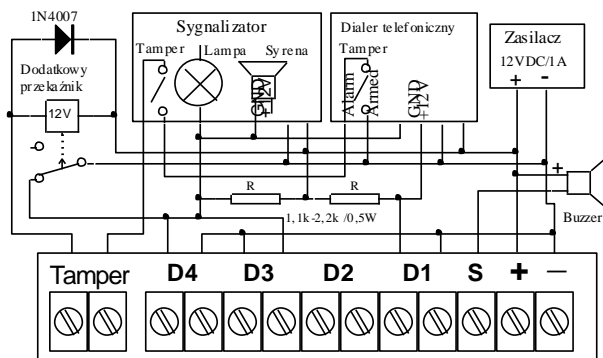 1N4007
Sygnalizator
Dialer telefoniczny
Zasilacz
12VDC/1A
+ -
Tamper Lampa Syrena
Tamper
Dodatkowy
przekaźnik
12V
GND
+12V
Alarm
Armed
GND
+12V
+
R R
1,1k-2,2k /0,5W
Buzzer
Tamper D4 D3 D2 D1 S + −